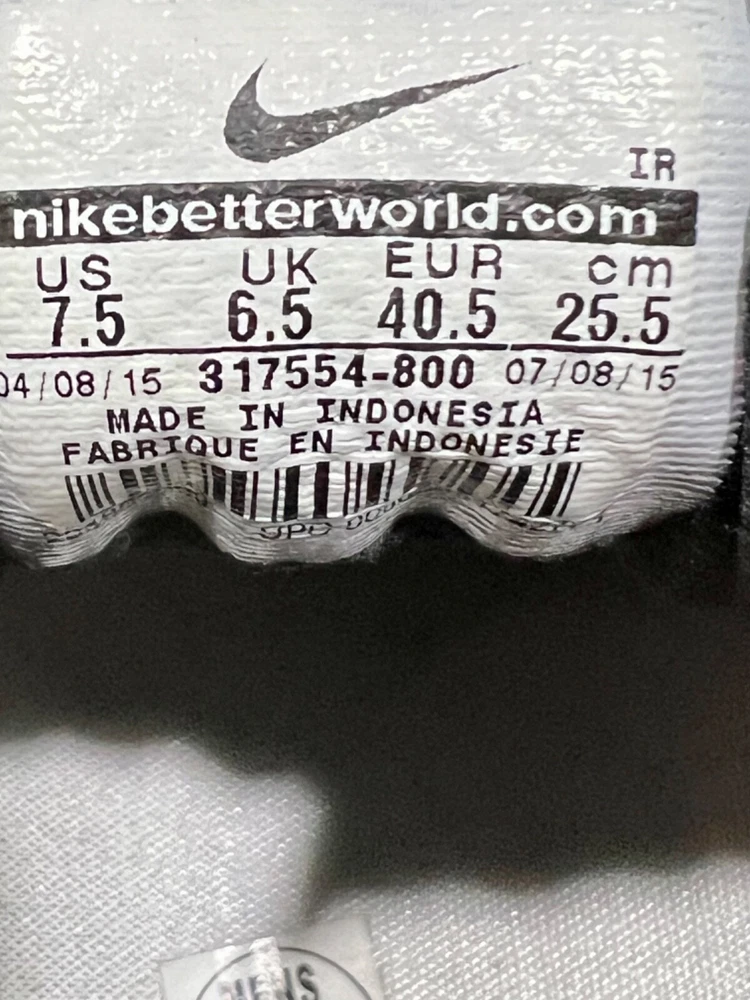 IR
nikebetterworld.com
US UK EUR cm
7.5 6.5 40.5 25.5
04/08/15 317554-800 07/08/15
MADE IN INDONESIA
FABRIQUE EN INDONESIE